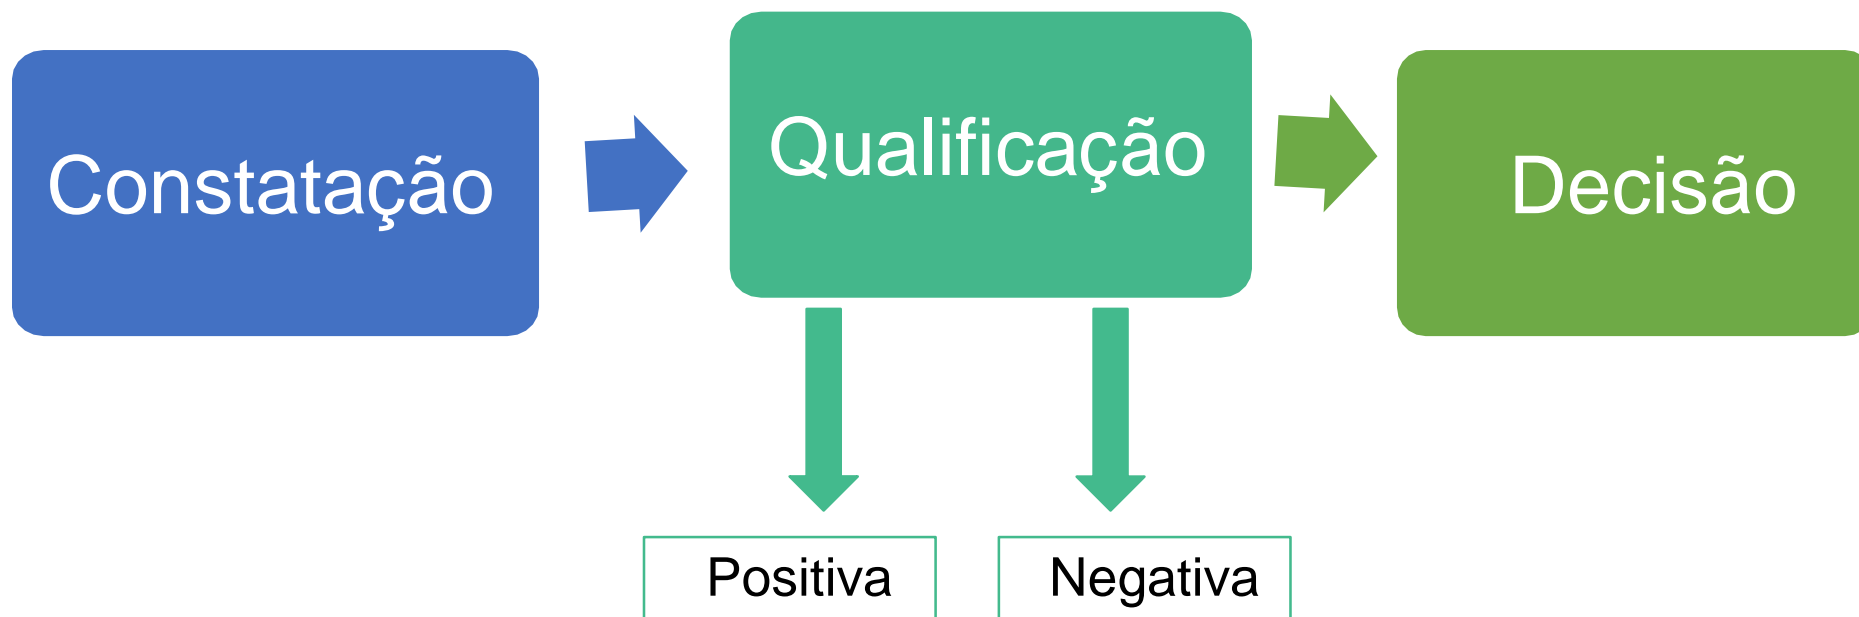 Constatação
Qualificação
Decisão
Positiva
Negativa